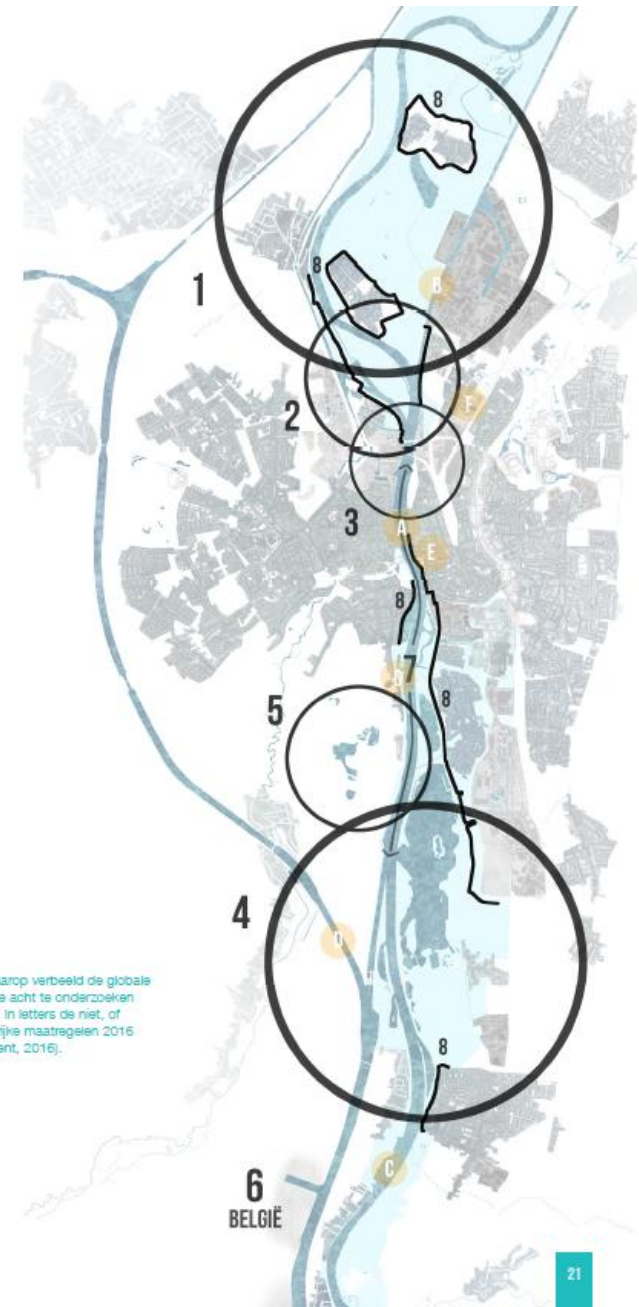 8
8
1
B
F
2
3
A
E
8
7
5
8
4
arop verbeeld de globale
e acht te onderzoeken
In letters de niet, of
ijke maatregelen 2016
ent, 2016).
8
C
6
BELGIË
21